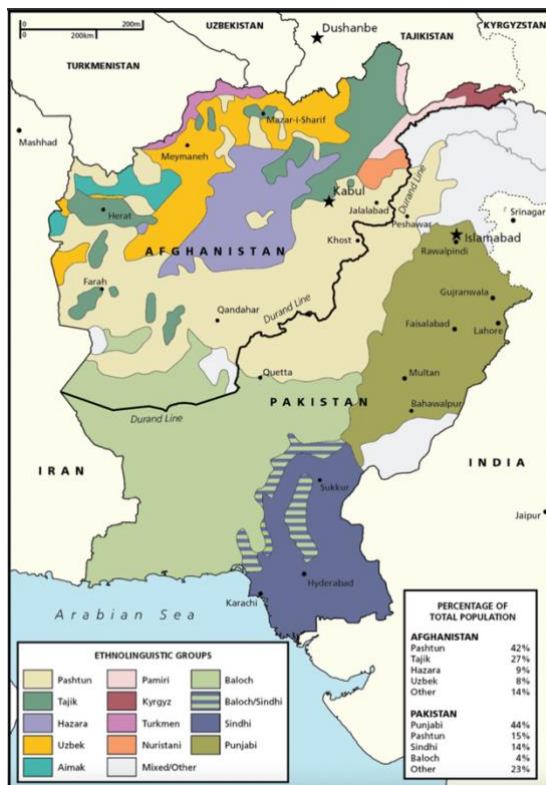 0 200m
0 200km
UZBEKISTAN
KYRGYZSTAN
Dushanbe
TAJIKISTAN
TURKMENISTAN
Mashhad
Mazar-i-Sharif
Meymaneh
Kabul
Durand Line
Herat
Jalalabad
Peshawar
Srinagar
AFGHANISTAN
Khost
Islamabad
Rawalpindi
Farah
Gujranwala
Durand Line
Qandahar
Faisalabad
Lahore
Quetta
Multan
PAKISTAN
Bahawalpur
Durand Line
IRAN
INDIA
Sukkur
Jaipur
Hyderabad
Karachi
Arabian Sea
ETHNOLINGUISTIC GROUPS
Pashtun
Tajik
Hazara
Uzbek
Aimak
Pamiri
Kyrgyz
Turkmen
Nuristani
Mixed/Other
Baloch
Baloch/Sindhi
Sindhi
Punjabi
PERCENTAGE OF
TOTAL POPULATION
AFGHANISTAN
Pashtun 42%
Tajik 27%
Hazara 9%
Uzbek 8%
Other 14%
PAKISTAN
Punjabi 44%
Pashtun 15%
Sindhi 14%
Baloch 4%
Other 23%